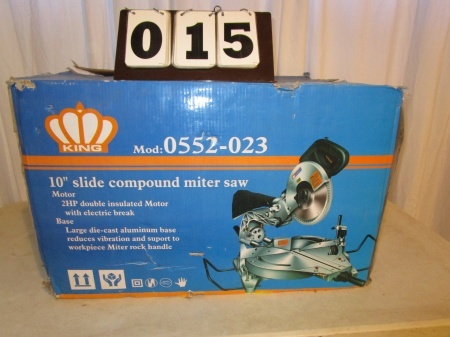 015
KING
Mod:0552-023
10" slide compound miter saw
Motor
2HP double insulated Motor
with electric break
Base
Large die-cast aluminum base
reduces vibration and suport to
workpiece Miter rock handle